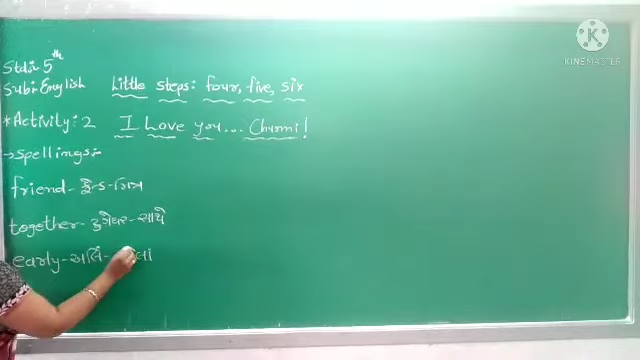 Std: 5th
Sub: English Little steps: four, five, six
*Activity: 2 I Love you... Charmi!
→ Spellings:-
friend - ફ્રેન્ડ - મિત્ર
together - ટુગેધર - સાથે
early - અર્લિ -
KINEMASTER